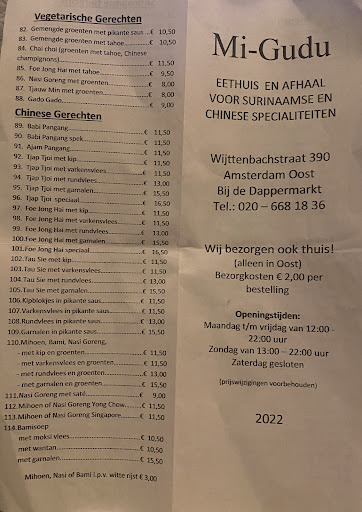 Vegetarische Gerechten
82. Gemengde groenten met pikante saus ...€ 10,50
83. Gemengde groenten met tahoe...€ 10,50
84. Chai choi (groenten met tahoe, Chinese
champignons)...€ 11,50
85. Foe Jong Hai met tahoe...€ 9,50
86. Nasi Goreng met groenten...€ 8,00
87. Tjauw Min met groenten...€ 8,00
88. Gado Gado...€ 9,00
Chinese Gerechten
89. Babi Pangang...€ 11,50
90. Babi Pangang spek...€ 11,50
91. Ajam Pangang...€ 11,50
92. Tjap Tjoi met kip...€ 11,50
93. Tjap Tjoi met varkensvlees...€ 11,50
94. Tjap Tjoi met rundvlees...€ 13,00
95. Tjap Tjoi met garnalen...€ 15,50
96. Tjap Tjoi speciaal...€ 16,50
97. Foe Jong Hai met kip...€ 11,50
98. Foe Jong Hai met varkensvlees...€ 11,50
99. Foe Jong Hai met rundvlees...€ 13,00
100.Foe Jong Hai met garnalen...€ 15,50
101.Foe Jong Hai speciaal...€ 16,50
102.Tau Sie met kip...€ 11,50
103.Tau Sie met varkensvlees...€ 11,50
104.Tau Sie met rundvlees...€ 13,00
105.Tau Sie met garnalen...€ 15,50
106.Kipblokjes in pikante saus...€ 11,50
107.Varkensvlees in pikante saus...€ 11,50
108.Rundvlees in pikante saus...€ 13,00
109.Garnalen in pikante saus...€ 15,50
110.Mihoen, Bami, Nasi Goreng,
- met kip en groenten...€ 11,50
- met varkensvlees en groenten...€ 11,50
- met rundvlees en groenten...€ 13,00
- met garnalen en groenten...€ 15,50
111.Nasi Goreng met saté...€ 9,00
112.Mihoen of Nasi Goreng Yong Chow...€ 11,50
113.Mihoen of Nasi Goreng Singapore...€ 11,50
114.Bamisoep
met moksi vlees...€ 10,50
met wantan...€ 10,50
met garnalen...€ 15,50
Mihoen, Nasi of Bami i.p.v. witte rijst € 3,00
Mi-Gudu
EETHUIS EN AFHAAL
VOOR SURINAAMSE EN
CHINESE SPECIALITEITEN
Wijttenbachstraat 390
Amsterdam Oost
Bij de Dappermarkt
Tel.: 020 – 668 18 36
Wij bezorgen ook thuis!
(alleen in Oost)
Bezorgkosten € 2,00 per
bestelling
Openingstijden:
Maandag t/m vrijdag van 12:00 -
22:00 uur
Zondag van 13:00 – 22:00 uur
Zaterdag gesloten
(prijswijzigingen voorbehouden)
2022